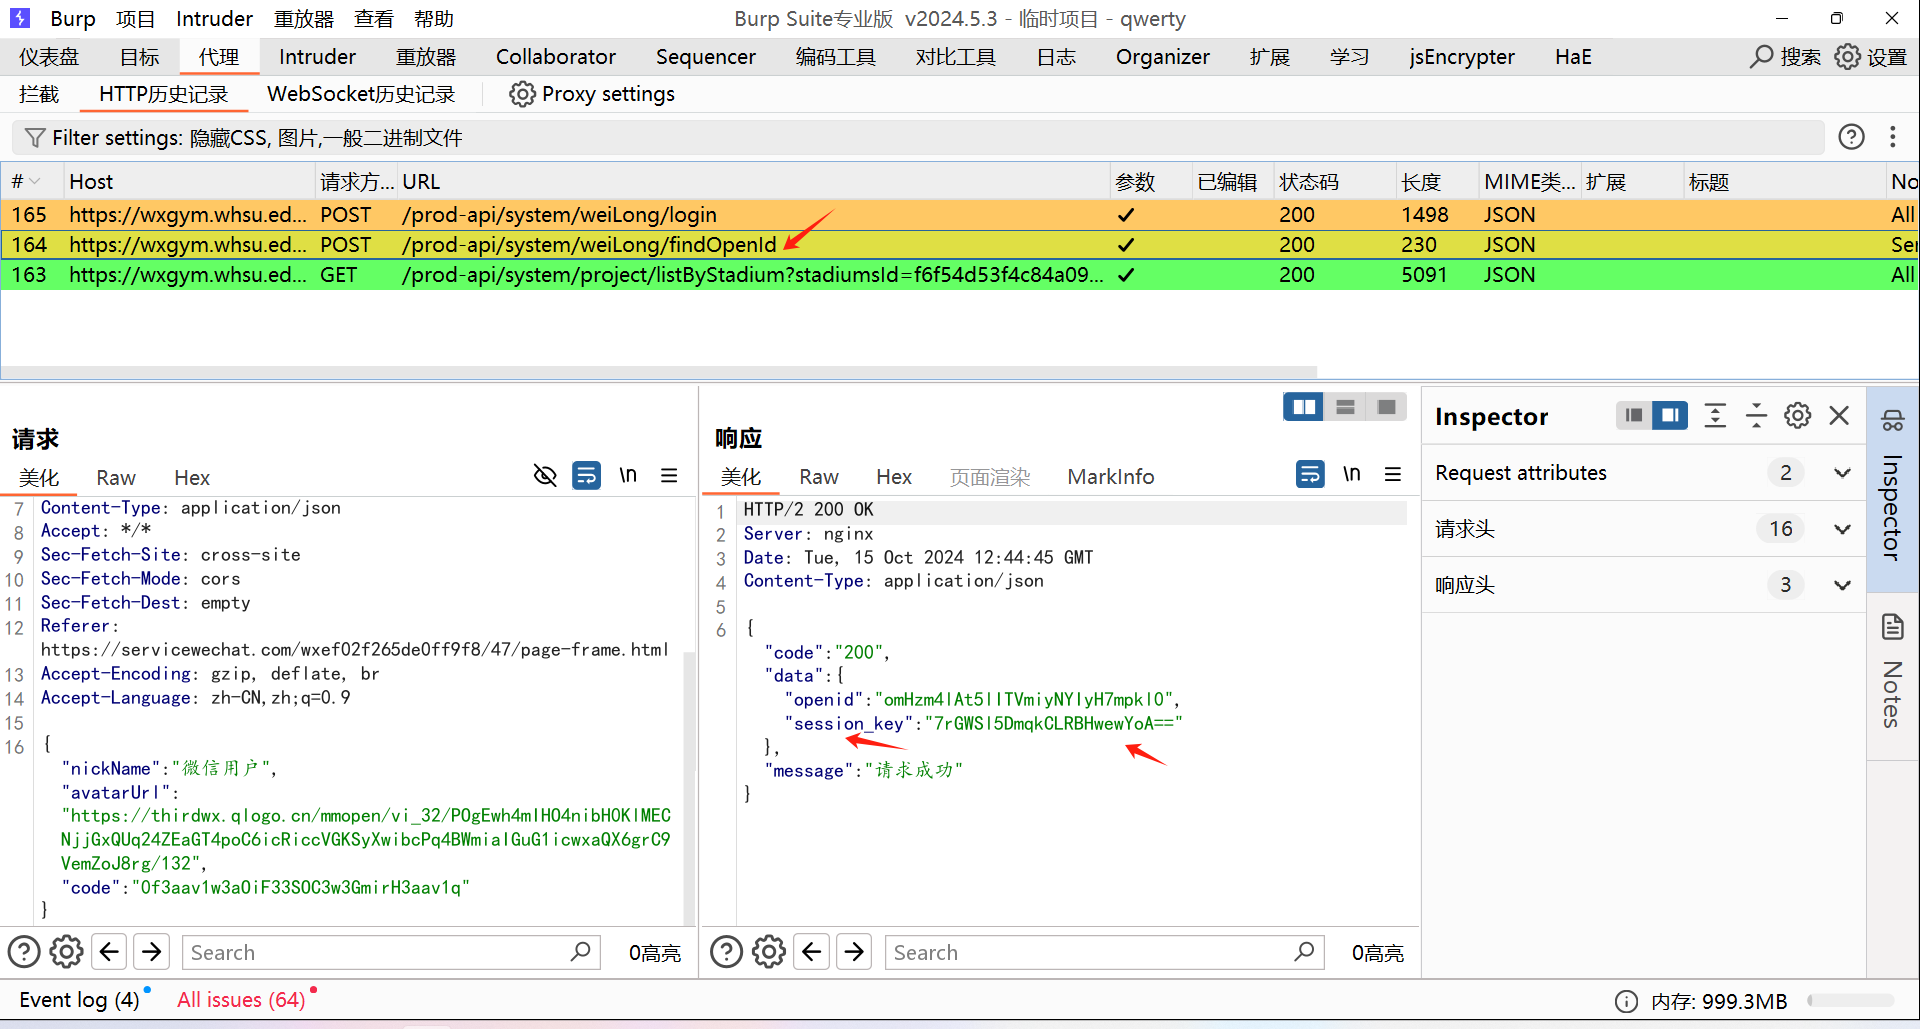 Burp 项目 Intruder 重放器 查看 帮助 Burp Suite专业版 v2024.5.3 - 临时项目 - qwerty
仪表盘 目标 代理 Intruder 重放器 Collaborator Sequencer 编码工具 对比工具 日志 Organizer 扩展 学习 jsEncrypter HaE 搜索 设置
拦截 HTTP历史记录 WebSocket历史记录 Proxy settings
Filter settings: 隐藏CSS, 图片,一般二进制文件
# Host 请求方... URL 参数 已编辑 状态码 长度 MIME类... 扩展 标题 No
165 https://wxgym.whsu.ed... POST /prod-api/system/weiLong/login ✓ 200 1498 JSON All
164 https://wxgym.whsu.ed... POST /prod-api/system/weiLong/findOpenId ✓ 200 230 JSON Ser
163 https://wxgym.whsu.ed... GET /prod-api/system/project/listByStadium?stadiumsId=f6f54d53f4c84a09... ✓ 200 5091 JSON All
请求
美化 Raw Hex \n
7 Content-Type: application/json
8 Accept: */*
9 Sec-Fetch-Site: cross-site
10 Sec-Fetch-Mode: cors
11 Sec-Fetch-Dest: empty
12 Referer:
https://servicewechat.com/wxef02f265de0ff9f8/47/page-frame.html
13 Accept-Encoding: gzip, deflate, br
14 Accept-Language: zh-CN,zh;q=0.9
15
16 {
"nickName":"微信用户",
"avatarUrl":
"https://thirdwx.qlogo.cn/mmopen/vi_32/POgEwh4mIH04nibH0KlMEC
NjjGxQUq24ZEaGT4poC6icRiccVGKSyXwibcPq4BWmiaIGuG1icwxaQX6grC9
VemZoJ8rg/132",
"code":"0f3aav1w3a0iF33S0C3w3GmirH3aav1q"
}
Search 0高亮
响应
美化 Raw Hex 页面渲染 MarkInfo \n
1 HTTP/2 200 OK
2 Server: nginx
3 Date: Tue, 15 Oct 2024 12:44:45 GMT
4 Content-Type: application/json
5
6 {
"code":"200",
"data":{
"openid":"omHzm4lAt5lITVmiyNYlyH7mpkI0",
"session_key":"7rGWSl5DmqkCLRBHwewYoA=="
},
"message":"请求成功"
}
Search 0高亮
Inspector
Request attributes 2
请求头 16
响应头 3
Inspector
Notes
Event log (4) All issues (64) 内存: 999.3MB